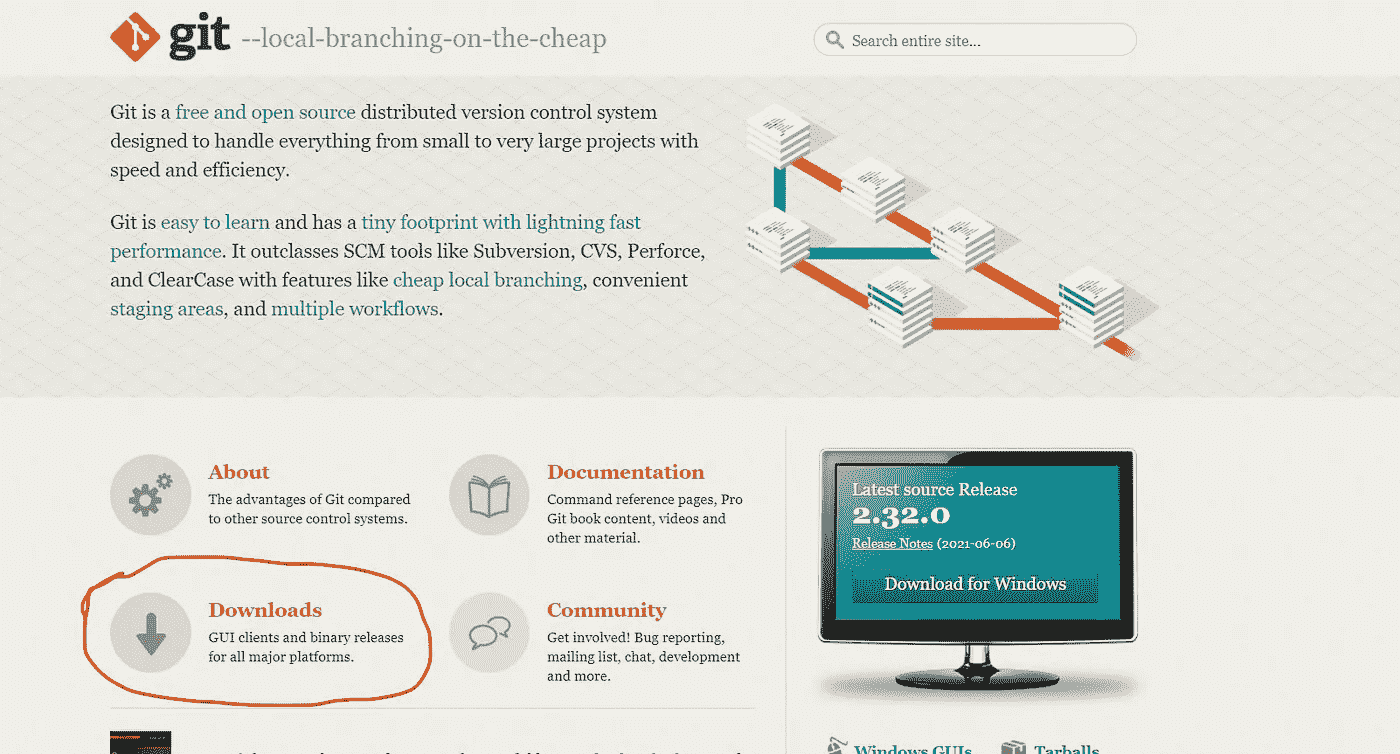 git --local-branching-on-the-cheap
Search entire site...
Git is a free and open source distributed version control system
designed to handle everything from small to very large projects with
speed and efficiency.
Git is easy to learn and has a tiny footprint with lightning fast
performance. It outclasses SCM tools like Subversion, CVS, Perforce,
and ClearCase with features like cheap local branching, convenient
staging areas, and multiple workflows.
About
The advantages of Git compared
to other source control systems.
Documentation
Command reference pages, Pro
Git book content, videos and
other material.
Downloads
GUI clients and binary releases
for all major platforms.
Community
Get involved! Bug reporting,
mailing list, chat, development
and more.
Latest source Release
2.32.0
Release Notes (2021-06-06)
Download for Windows
Windows GUIs
Tarballs